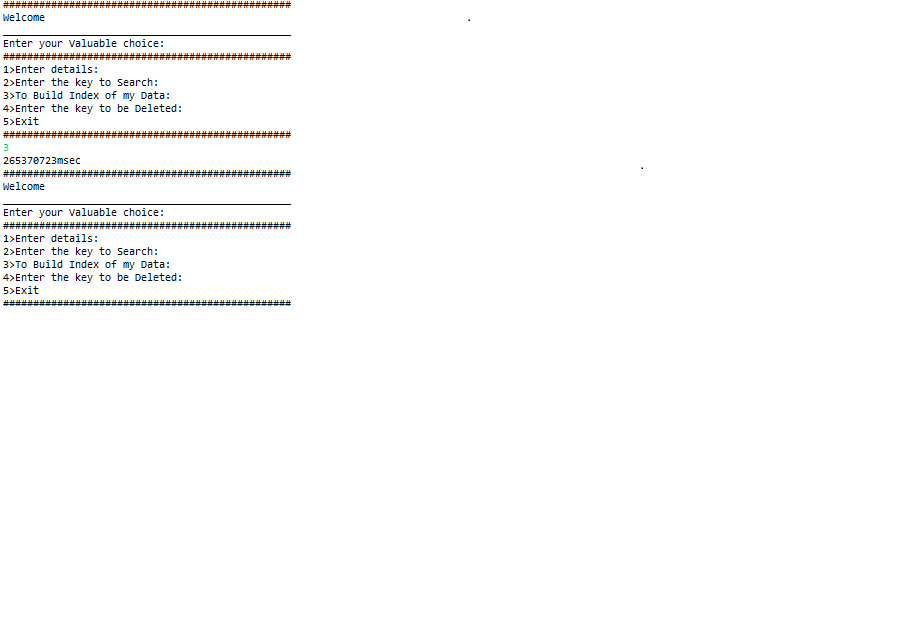 ################################################
Welcome
________________________________________________
Enter your Valuable choice:
################################################
1>Enter details:
2>Enter the key to Search:
3>To Build Index of my Data:
4>Enter the key to be Deleted:
5>Exit
################################################
3
265370723msec
################################################
Welcome
________________________________________________
Enter your Valuable choice:
################################################
1>Enter details:
2>Enter the key to Search:
3>To Build Index of my Data:
4>Enter the key to be Deleted:
5>Exit
################################################